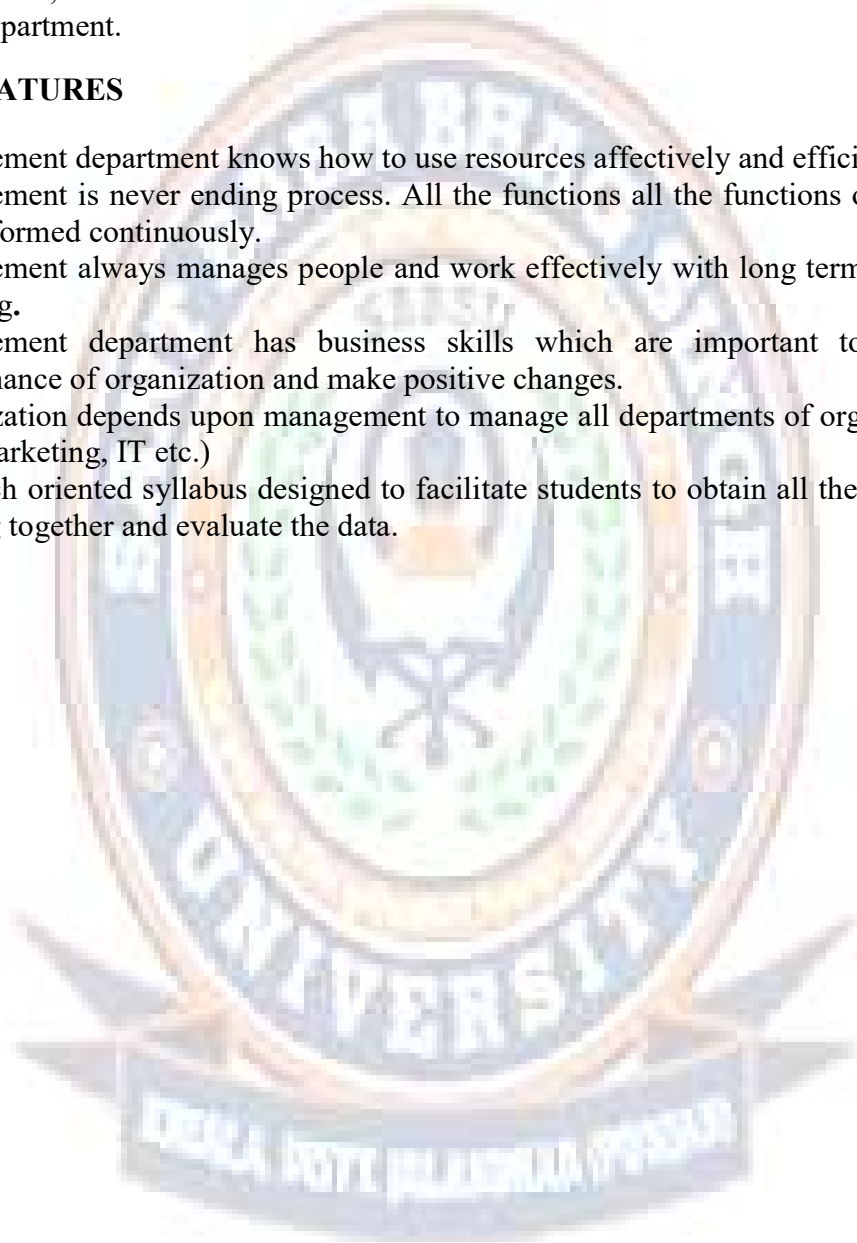 partment.
ATURES
ement department knows how to use resources affectively and effici
ement is never ending process. All the functions all the functions o
formed continuously.
ement always manages people and work effectively with long term
g.
ement department has business skills which are important to
nance of organization and make positive changes.
zation depends upon management to manage all departments of org
arketing, IT etc.)
h oriented syllabus designed to facilitate students to obtain all the
g together and evaluate the data.
UNIVERSITY